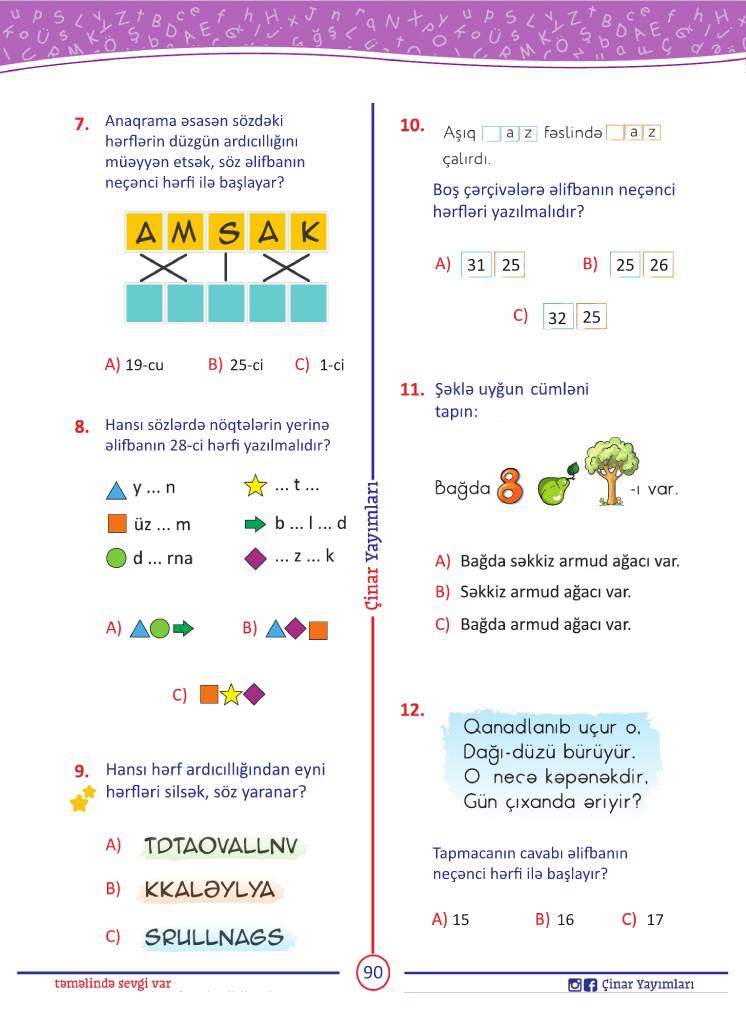 7. Anaqrama əsasən sözdəki
hərflərin düzgün ardıcıllığını
müəyyən etsək, söz əlifbanın
neçənci hərfi ilə başlayar?
A M S A K
A) 19-cu B) 25-ci C) 1-ci
8. Hansı sözlərdə nöqtələrin yerinə
əlifbanın 28-ci hərfi yazılmalıdır?
y ... n ... t ...
üz ... m b ... l ... d
d ... rna ... z ... k
A) B)
C)
9. Hansı hərf ardıcıllığından eyni
hərfləri silsək, söz yaranar?
A) TDTAOVALLNV
B) KKALƏYLYA
C) SRULLNAGS
Çinar Yayımları
10. Aşıq a z fəslində a z
çalırdı.
Boş çərçivələrə əlifbanın neçənci
hərfləri yazılmalıdır?
A) 31 25 B) 25 26
C) 32 25
11. Şəklə uyğun cümləni
tapın:
Bağda 8 -ı var.
A) Bağda səkkiz armud ağacı var.
B) Səkkiz armud ağacı var.
C) Bağda armud ağacı var.
12. Qanadlanıb uçur o,
Dağı-düzü bürüyür.
O necə kəpənəkdir,
Gün çıxanda əriyir?
Tapmacanın cavabı əlifbanın
neçənci hərfi ilə başlayır?
A) 15 B) 16 C) 17
təməlində sevgi var
90
Çinar Yayımları